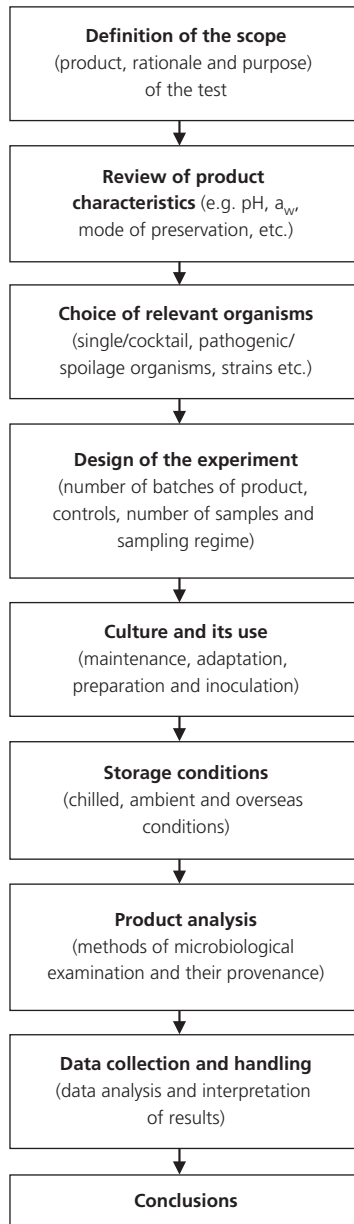 Definition of the scope
(product, rationale and purpose)
of the test
Review of product
characteristics (e.g. pH, aw,
mode of preservation, etc.)
Choice of relevant organisms
(single/cocktail, pathogenic/
spoilage organisms, strains etc.)
Design of the experiment
(number of batches of product,
controls, number of samples and
sampling regime)
Culture and its use
(maintenance, adaptation,
preparation and inoculation)
Storage conditions
(chilled, ambient and overseas
conditions)
Product analysis
(methods of microbiological
examination and their provenance)
Data collection and handling
(data analysis and interpretation
of results)
Conclusions